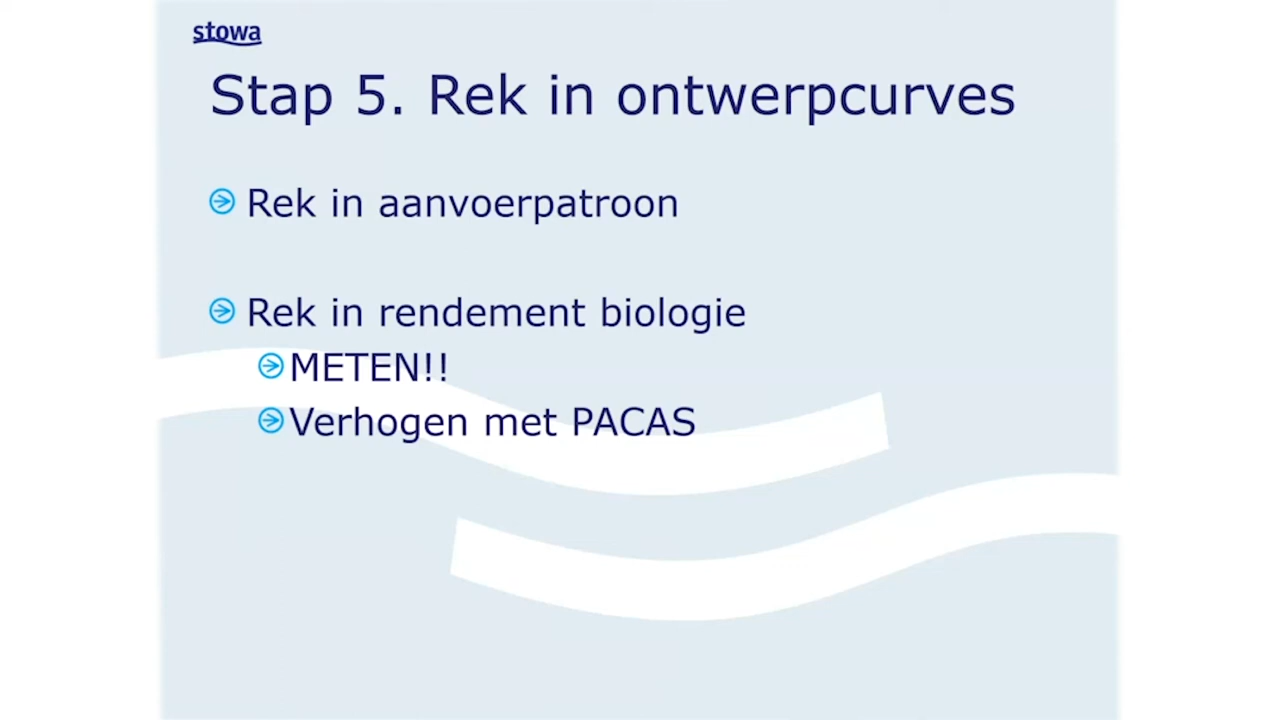 stowa
Stap 5. Rek in ontwerpcurves
Rek in aanvoerpatroon
Rek in rendement biologie
METEN!!
Verhogen met PACAS